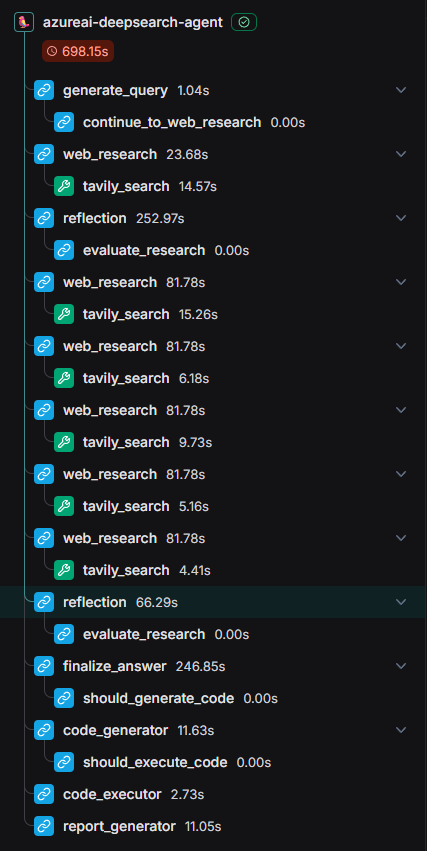 azureai-deepsearch-agent
698.15s
generate_query 1.04s
continue_to_web_research 0.00s
web_research 23.68s
tavily_search 14.57s
reflection 252.97s
evaluate_research 0.00s
web_research 81.78s
tavily_search 15.26s
web_research 81.78s
tavily_search 6.18s
web_research 81.78s
tavily_search 9.73s
web_research 81.78s
tavily_search 5.16s
web_research 81.78s
tavily_search 4.41s
reflection 66.29s
evaluate_research 0.00s
finalize_answer 246.85s
should_generate_code 0.00s
code_generator 11.63s
should_execute_code 0.00s
code_executor 2.73s
report_generator 11.05s